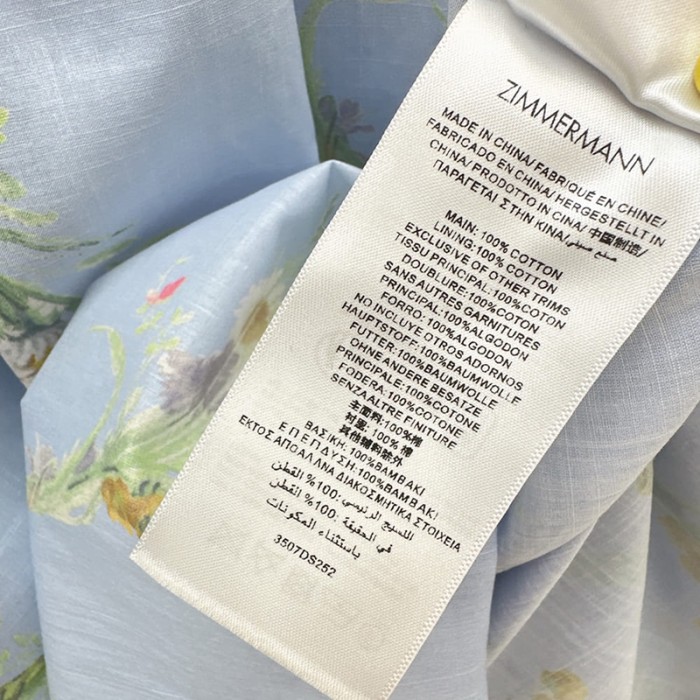 ZIMMERMANN
MADE IN CHINA/ FABRIQUÉ EN CHINE/
FABRICADO EN CHINA/ HERGESTELLT IN
CHINA/ PRODOTTO IN CINA/ 中国制造/
ΠΑΡΑΓΕΤΑΙ ΣΤΗΝ ΚΙΝΑ/ صنع صيني
MAIN: 100% COTTON
LINING: 100% COTTON
EXCLUSIVE OF OTHER TRIMS
TISSU PRINCIPAL:100%COTON
DOUBLURE:100%COTON
SANS AUTRES GARNITURES
PRINCIPAL:100%ALGODON
FORRO:100%ALGODON
NO INCLUYE OTROS ADORNOS
HAUPTSTOFF:100%BAUMWOLLE
FUTTER:100%BAUMWOLLE
OHNE ANDERE BESATZE
PRINCIPALE:100%COTONE
FODERA:100%COTONE
SENZA ALTRE FINITURE
主面料:100%棉
衬里: 100% 棉
其他辅料除外
ΒΑΣΙΚΗ: 100%ΒΑΜΒΑΚΙ
ΕΠΕΠΔΥΣΗ:100%ΒΑΜΒΑΚΙ
ΕΚΤΟΣ ΑΠΟ ΑΛΛΝΑ ΔΙΑΚΟΣΜΗΤΙΚΑ ΣΤΟΙΧΕΙΑ
النسيج الرئيسي: 100% القطن
في الحقيقة: 100% القطن
باستثناء المكونات
3507DS252